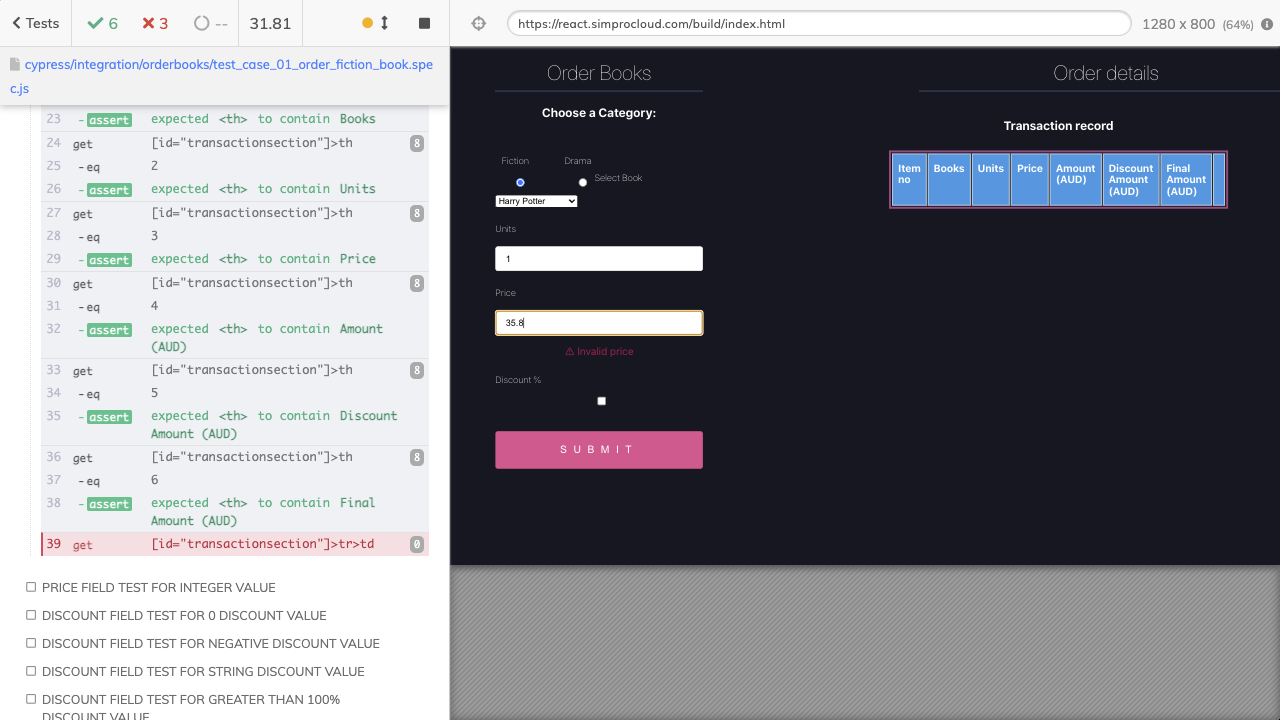 Tests
6
3
--
31.81
https://react.simprocloud.com/build/index.html
1280 x 800 (64%)
cypress/integration/orderbooks/test_case_01_order_fiction_book.spe
c.js
23 -assert expected <th> to contain Books
24 get [id="transactionsection"]>th 8
25 -eq 2
26 -assert expected <th> to contain Units
27 get [id="transactionsection"]>th 8
28 -eq 3
29 -assert expected <th> to contain Price
30 get [id="transactionsection"]>th 8
31 -eq 4
32 -assert expected <th> to contain Amount
(AUD)
33 get [id="transactionsection"]>th 8
34 -eq 5
35 -assert expected <th> to contain Discount
Amount (AUD)
36 get [id="transactionsection"]>th 8
37 -eq 6
38 -assert expected <th> to contain Final
Amount (AUD)
39 get [id="transactionsection"]>tr>td 0
PRICE FIELD TEST FOR INTEGER VALUE
DISCOUNT FIELD TEST FOR 0 DISCOUNT VALUE
DISCOUNT FIELD TEST FOR NEGATIVE DISCOUNT VALUE
DISCOUNT FIELD TEST FOR STRING DISCOUNT VALUE
DISCOUNT FIELD TEST FOR GREATER THAN 100%
DISCOUNT VALUE
Order Books
Choose a Category:
Fiction
Drama
Select Book
Harry Potter
Units
1
Price
35.8
⚠ Invalid price
Discount %
SUBMIT
Order details
Transaction record
Item no
Books
Units
Price
Amount (AUD)
Discount Amount (AUD)
Final Amount (AUD)